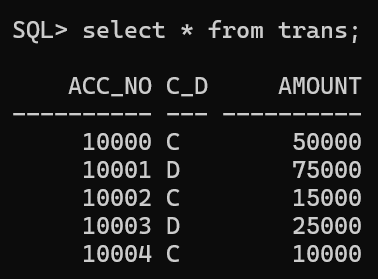 SQL> select * from trans;
ACC_NO C_D AMOUNT
---------- --- ----------
10000 C 50000
10001 D 75000
10002 C 15000
10003 D 25000
10004 C 10000